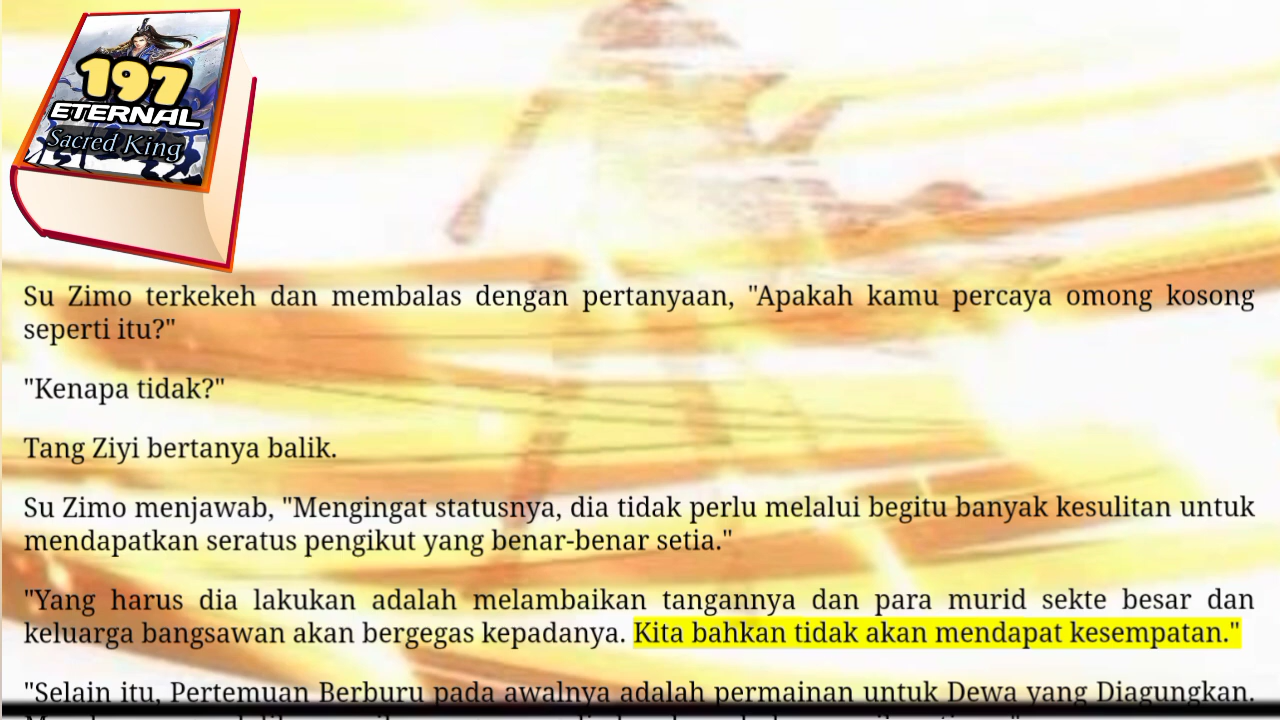 197
ETERNAL
Sacred King
Su Zimo terkekeh dan membalas dengan pertanyaan, "Apakah kamu percaya omong kosong
seperti itu?"
"Kenapa tidak?"
Tang Ziyi bertanya balik.
Su Zimo menjawab, "Mengingat statusnya, dia tidak perlu melalui begitu banyak kesulitan untuk
mendapatkan seratus pengikut yang benar-benar setia."
"Yang harus dia lakukan adalah melambaikan tangannya dan para murid sekte besar dan
keluarga bangsawan akan bergegas kepadanya. Kita bahkan tidak akan mendapat kesempatan."
"Selain itu, Pertemuan Berburu pada awalnya adalah permainan untuk Dewa yang Diagungkan.